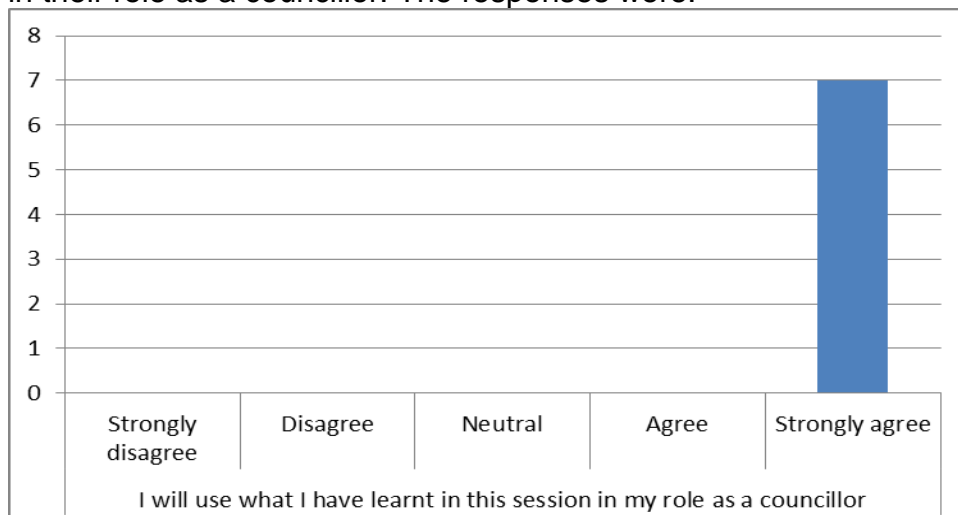 in their role as a councillor. The responses were:
8
7
6
5
4
3
2
1
0
Strongly disagree
Disagree
Neutral
Agree
Strongly agree
I will use what I have learnt in this session in my role as a councillor